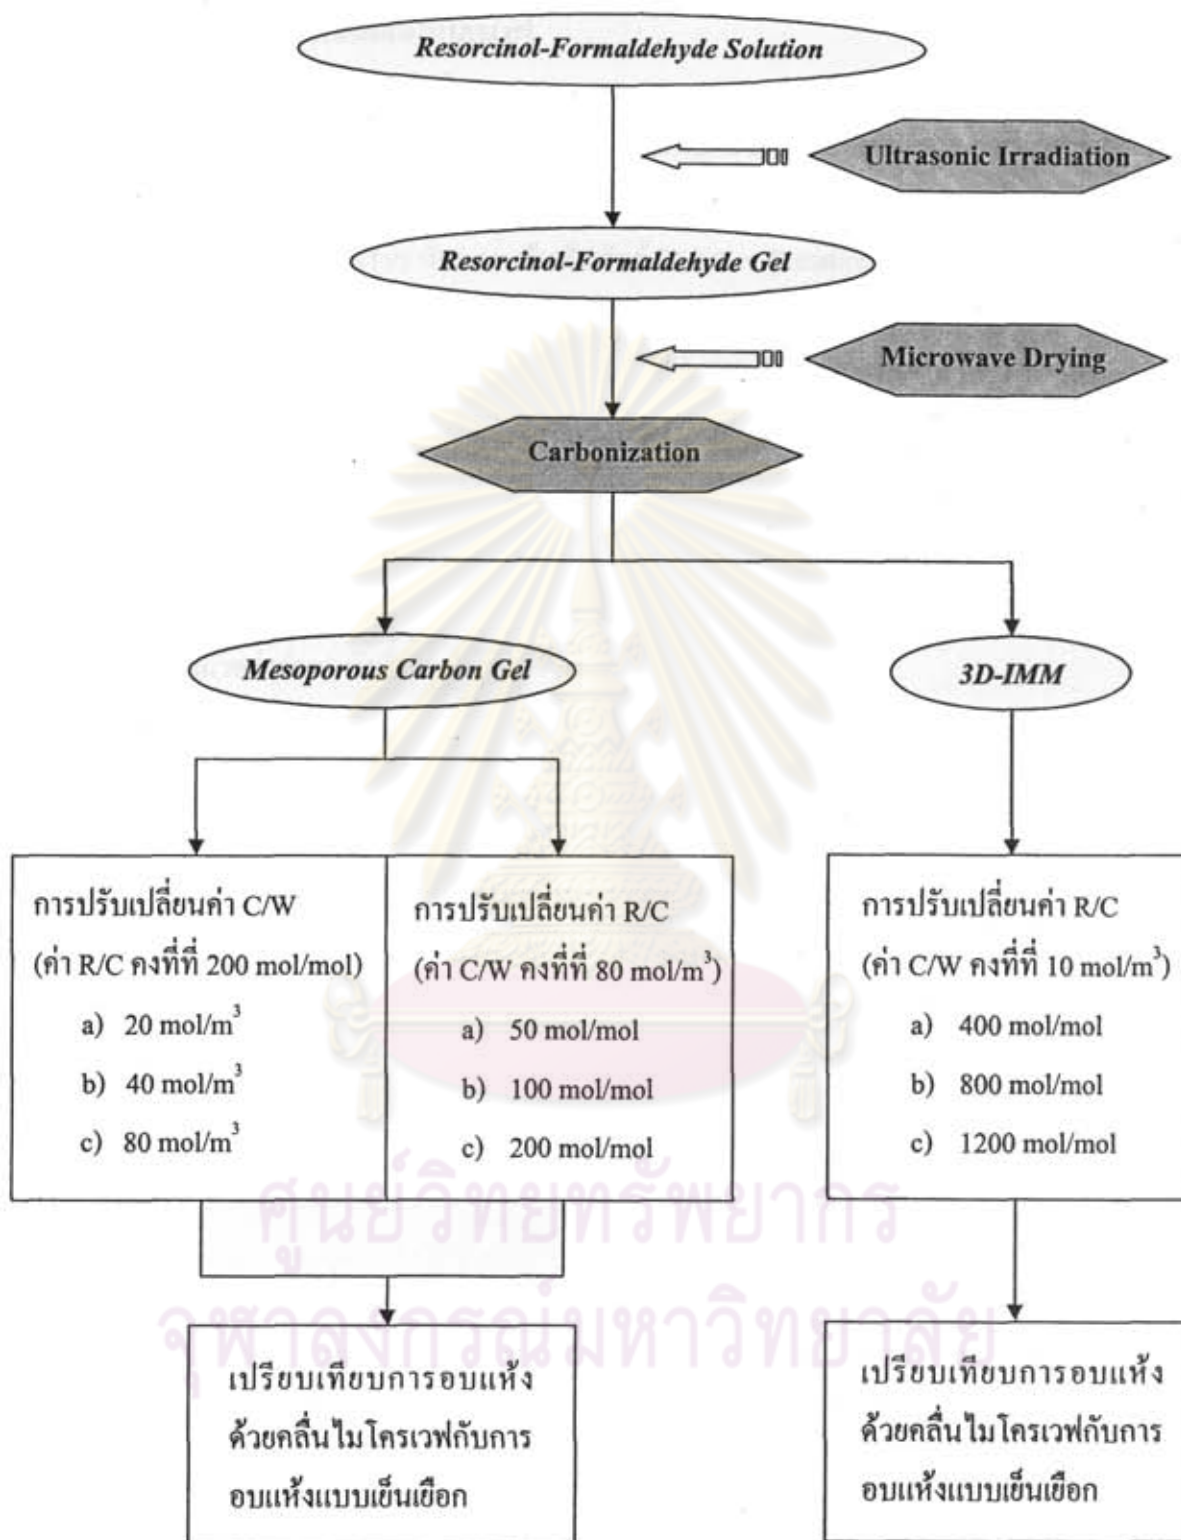 Resorcinol-Formaldehyde Solution
Ultrasonic Irradiation
Resorcinol-Formaldehyde Gel
Microwave Drying
Carbonization
Mesoporous Carbon Gel
3D-IMM
การปรับเปลี่ยนค่า C/W
(ค่า R/C คงที่ที่ 200 mol/mol)
a) 20 mol/m³
b) 40 mol/m³
c) 80 mol/m³
การปรับเปลี่ยนค่า R/C
(ค่า C/W คงที่ที่ 80 mol/m³)
a) 50 mol/mol
b) 100 mol/mol
c) 200 mol/mol
การปรับเปลี่ยนค่า R/C
(ค่า C/W คงที่ที่ 10 mol/m³)
a) 400 mol/mol
b) 800 mol/mol
c) 1200 mol/mol
ศูนย์วิทยทรัพยากร
จุฬาลงกรณ์มหาวิทยาลัย
เปรียบเทียบการอบแห้ง
ด้วยคลื่นไมโครเวฟกับการ
อบแห้งแบบเย็นเยือก
เปรียบเทียบการอบแห้ง
ด้วยคลื่นไมโครเวฟกับการ
อบแห้งแบบเย็นเยือก